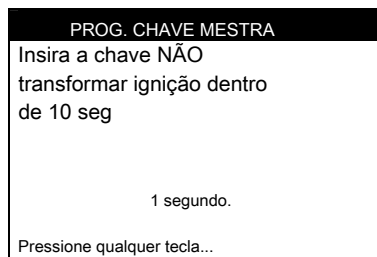 PROG. CHAVE MESTRA
Insira a chave NÃO
transformar ignição dentro
de 10 seg
1 segundo.
Pressione qualquer tecla...